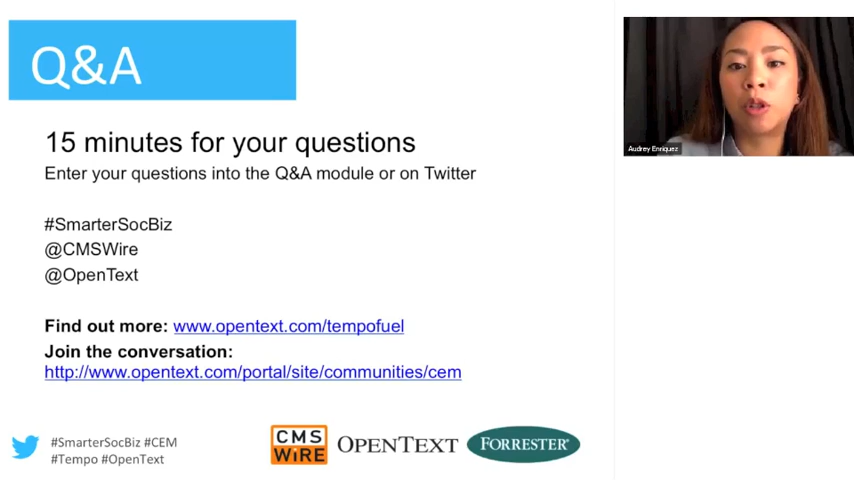 Q&A
15 minutes for your questions
Enter your questions into the Q&A module or on Twitter
#SmarterSocBiz
@CMSWire
@OpenText
Find out more: www.opentext.com/tempofuel
Join the conversation:
http://www.opentext.com/portal/site/communities/cem
#SmarterSocBiz #CEM
#Tempo #OpenText
CMS
WiRE
OPENTEXT
FORRESTER®
Audrey Enriquez